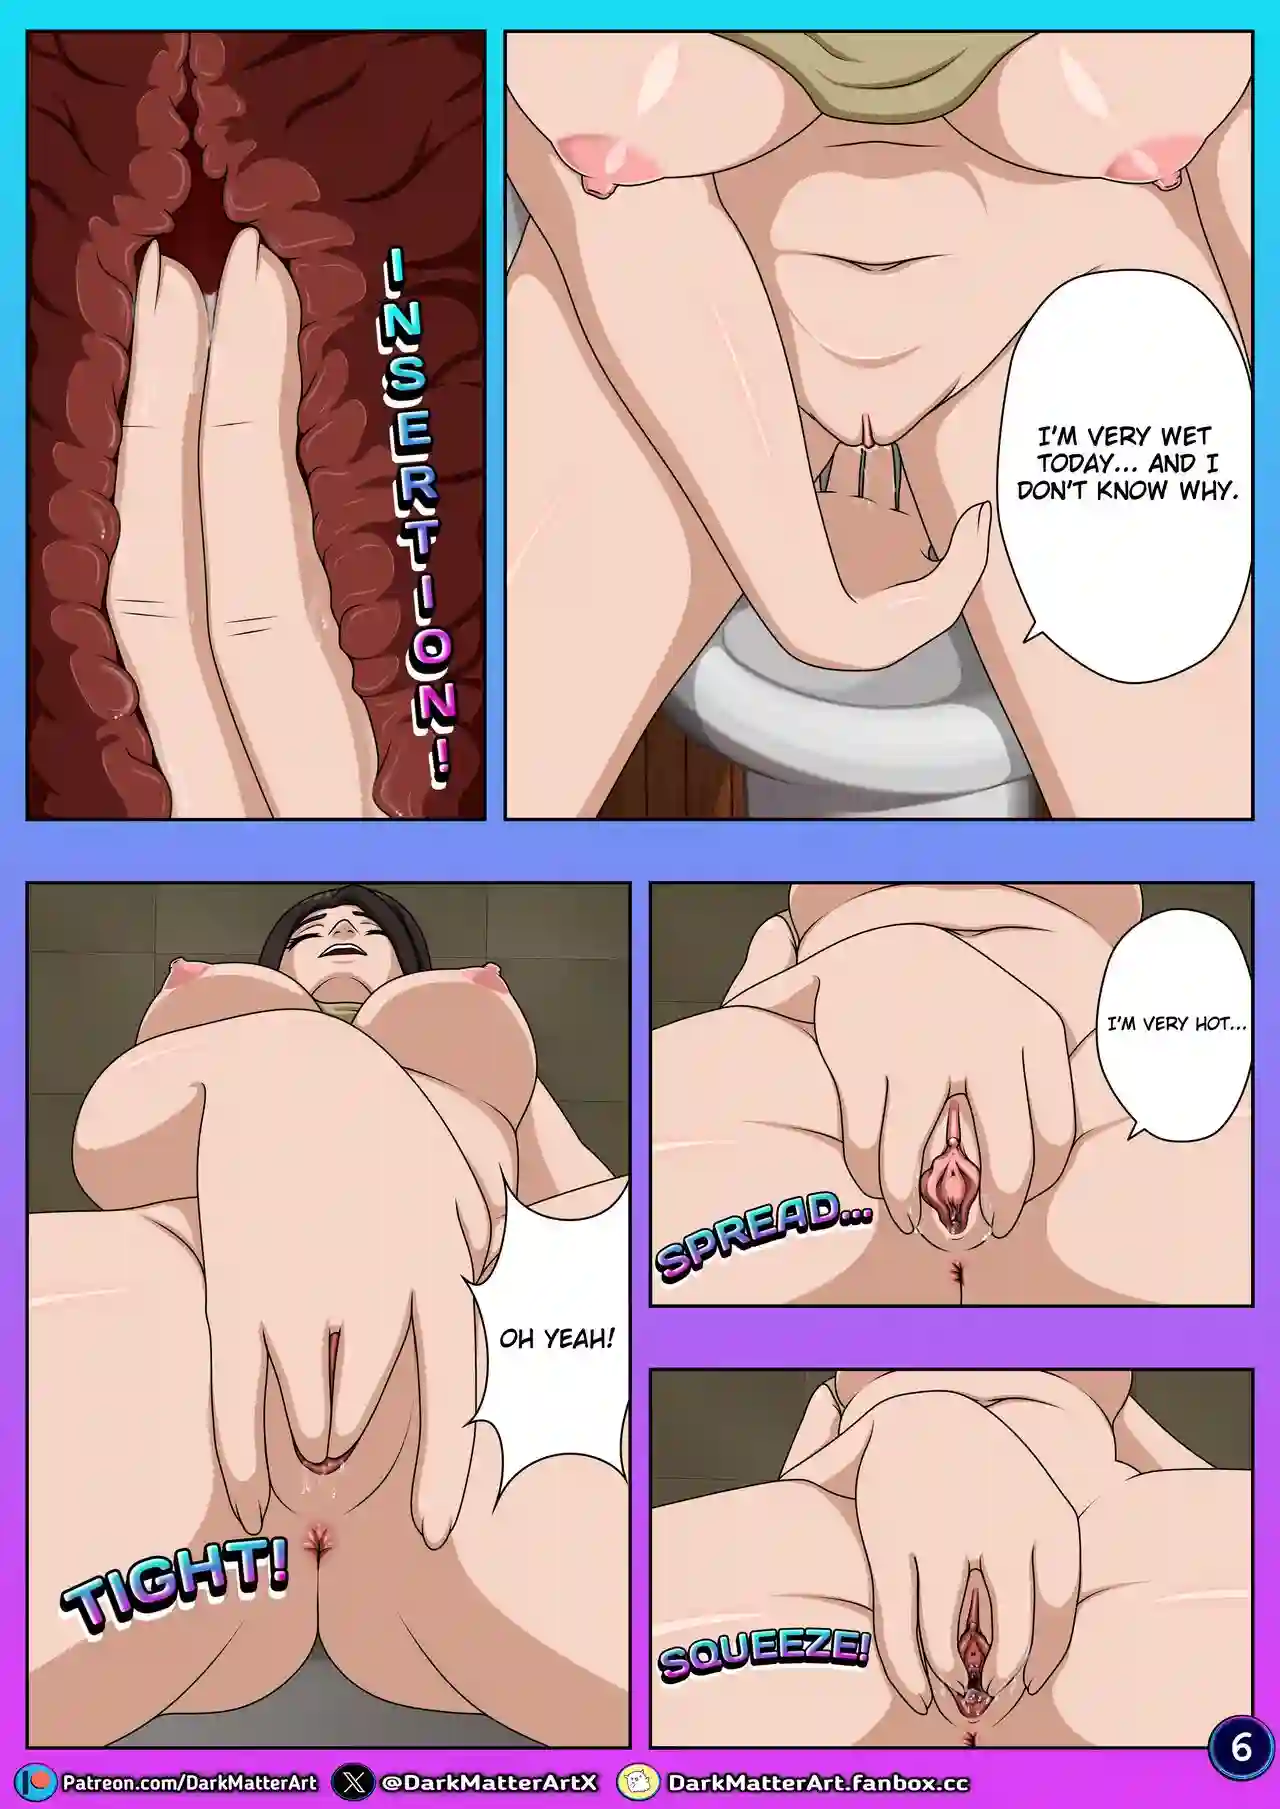 INSERTION!
I'M VERY WET
TODAY... AND I
DON'T KNOW WHY.
OH YEAH!
TIGHT!
I'M VERY HOT...
SPREAD...
SQUEEZE!
6
Patreon.com/DarkMatterArt
@DarkMatterArtX
DarkMatterArt.fanbox.cc